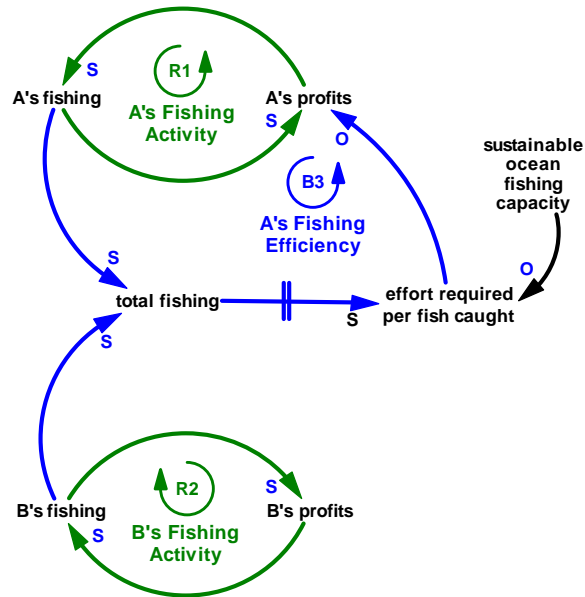 R1
S
A's fishing
A's profits
A's Fishing
Activity
S
O
sustainable
ocean
fishing
capacity
B3
A's Fishing
Efficiency
S
O
total fishing
effort required
per fish caught
S
S
R2
S
B's fishing
B's profits
S
B's Fishing
Activity